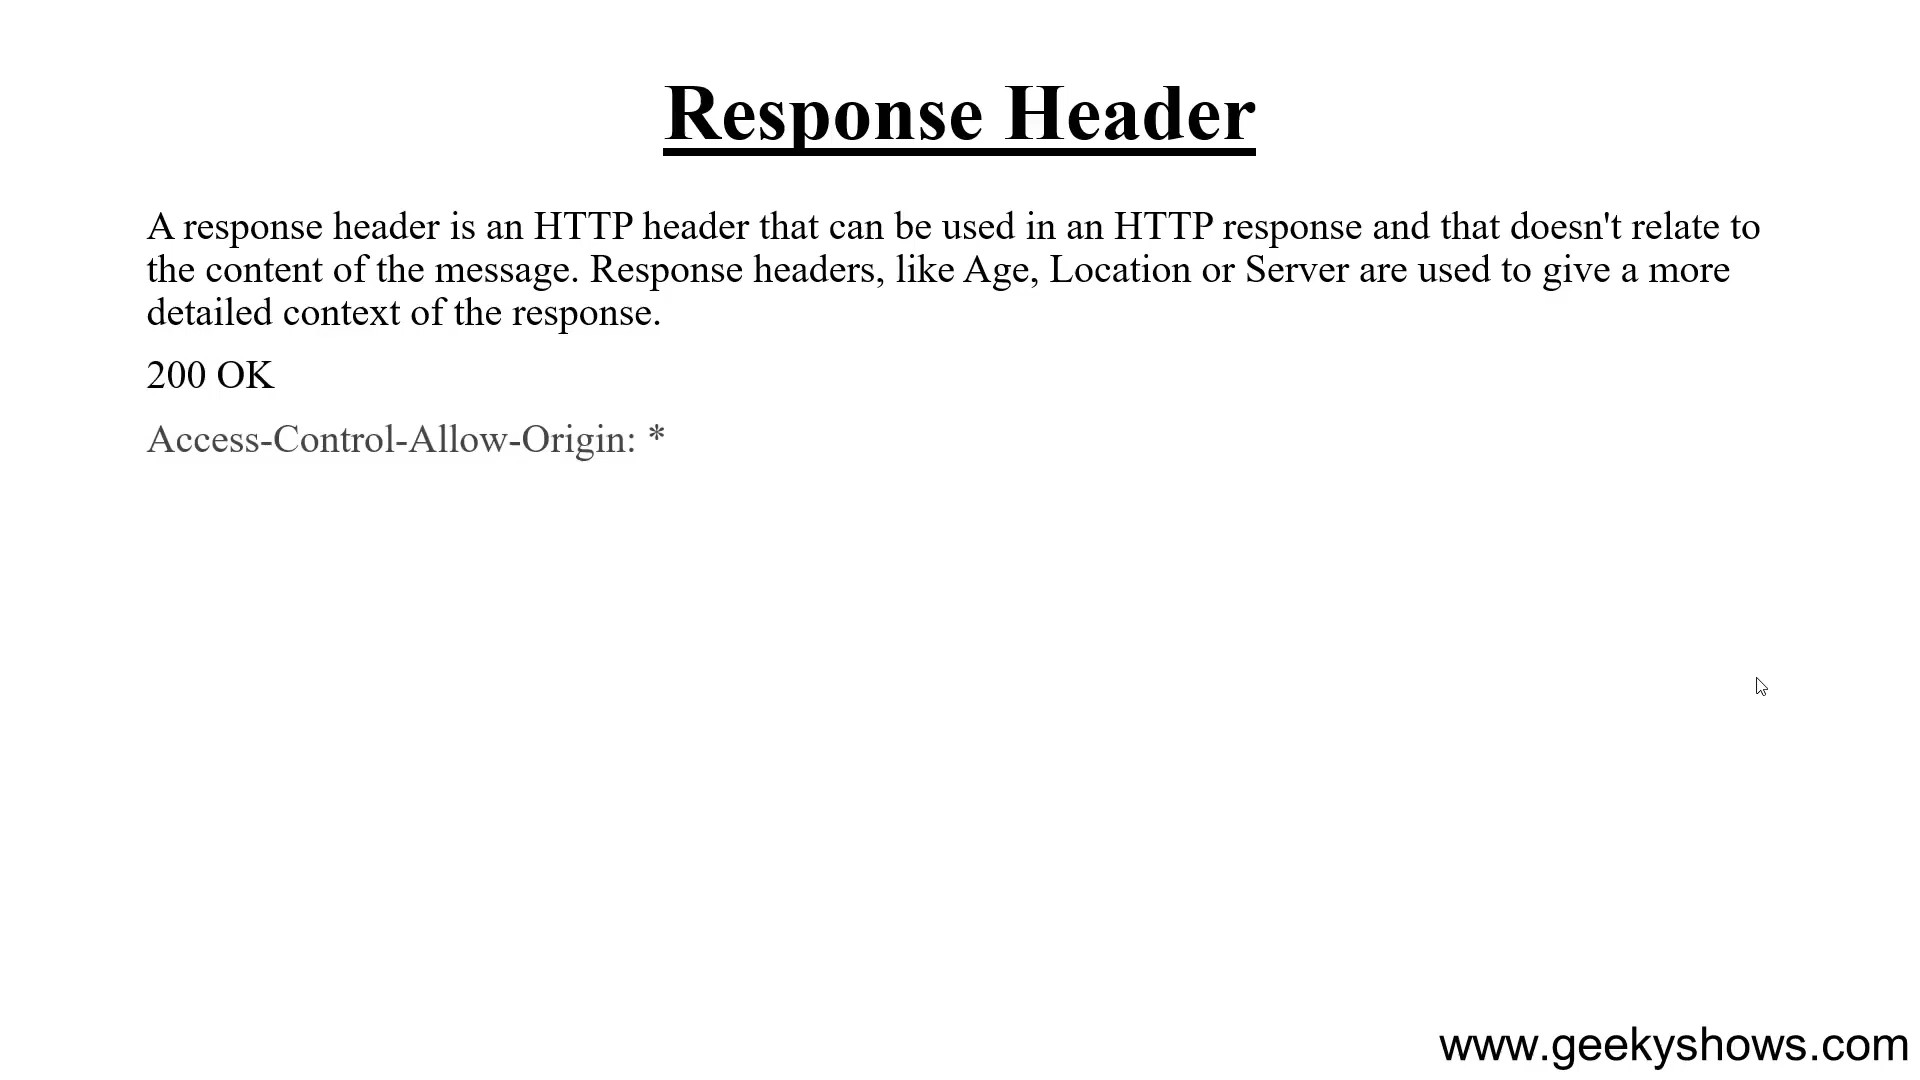 Response Header
A response header is an HTTP header that can be used in an HTTP response and that doesn't relate to
the content of the message. Response headers, like Age, Location or Server are used to give a more
detailed context of the response.
200 OK
Access-Control-Allow-Origin: *
www.geekyshows.com